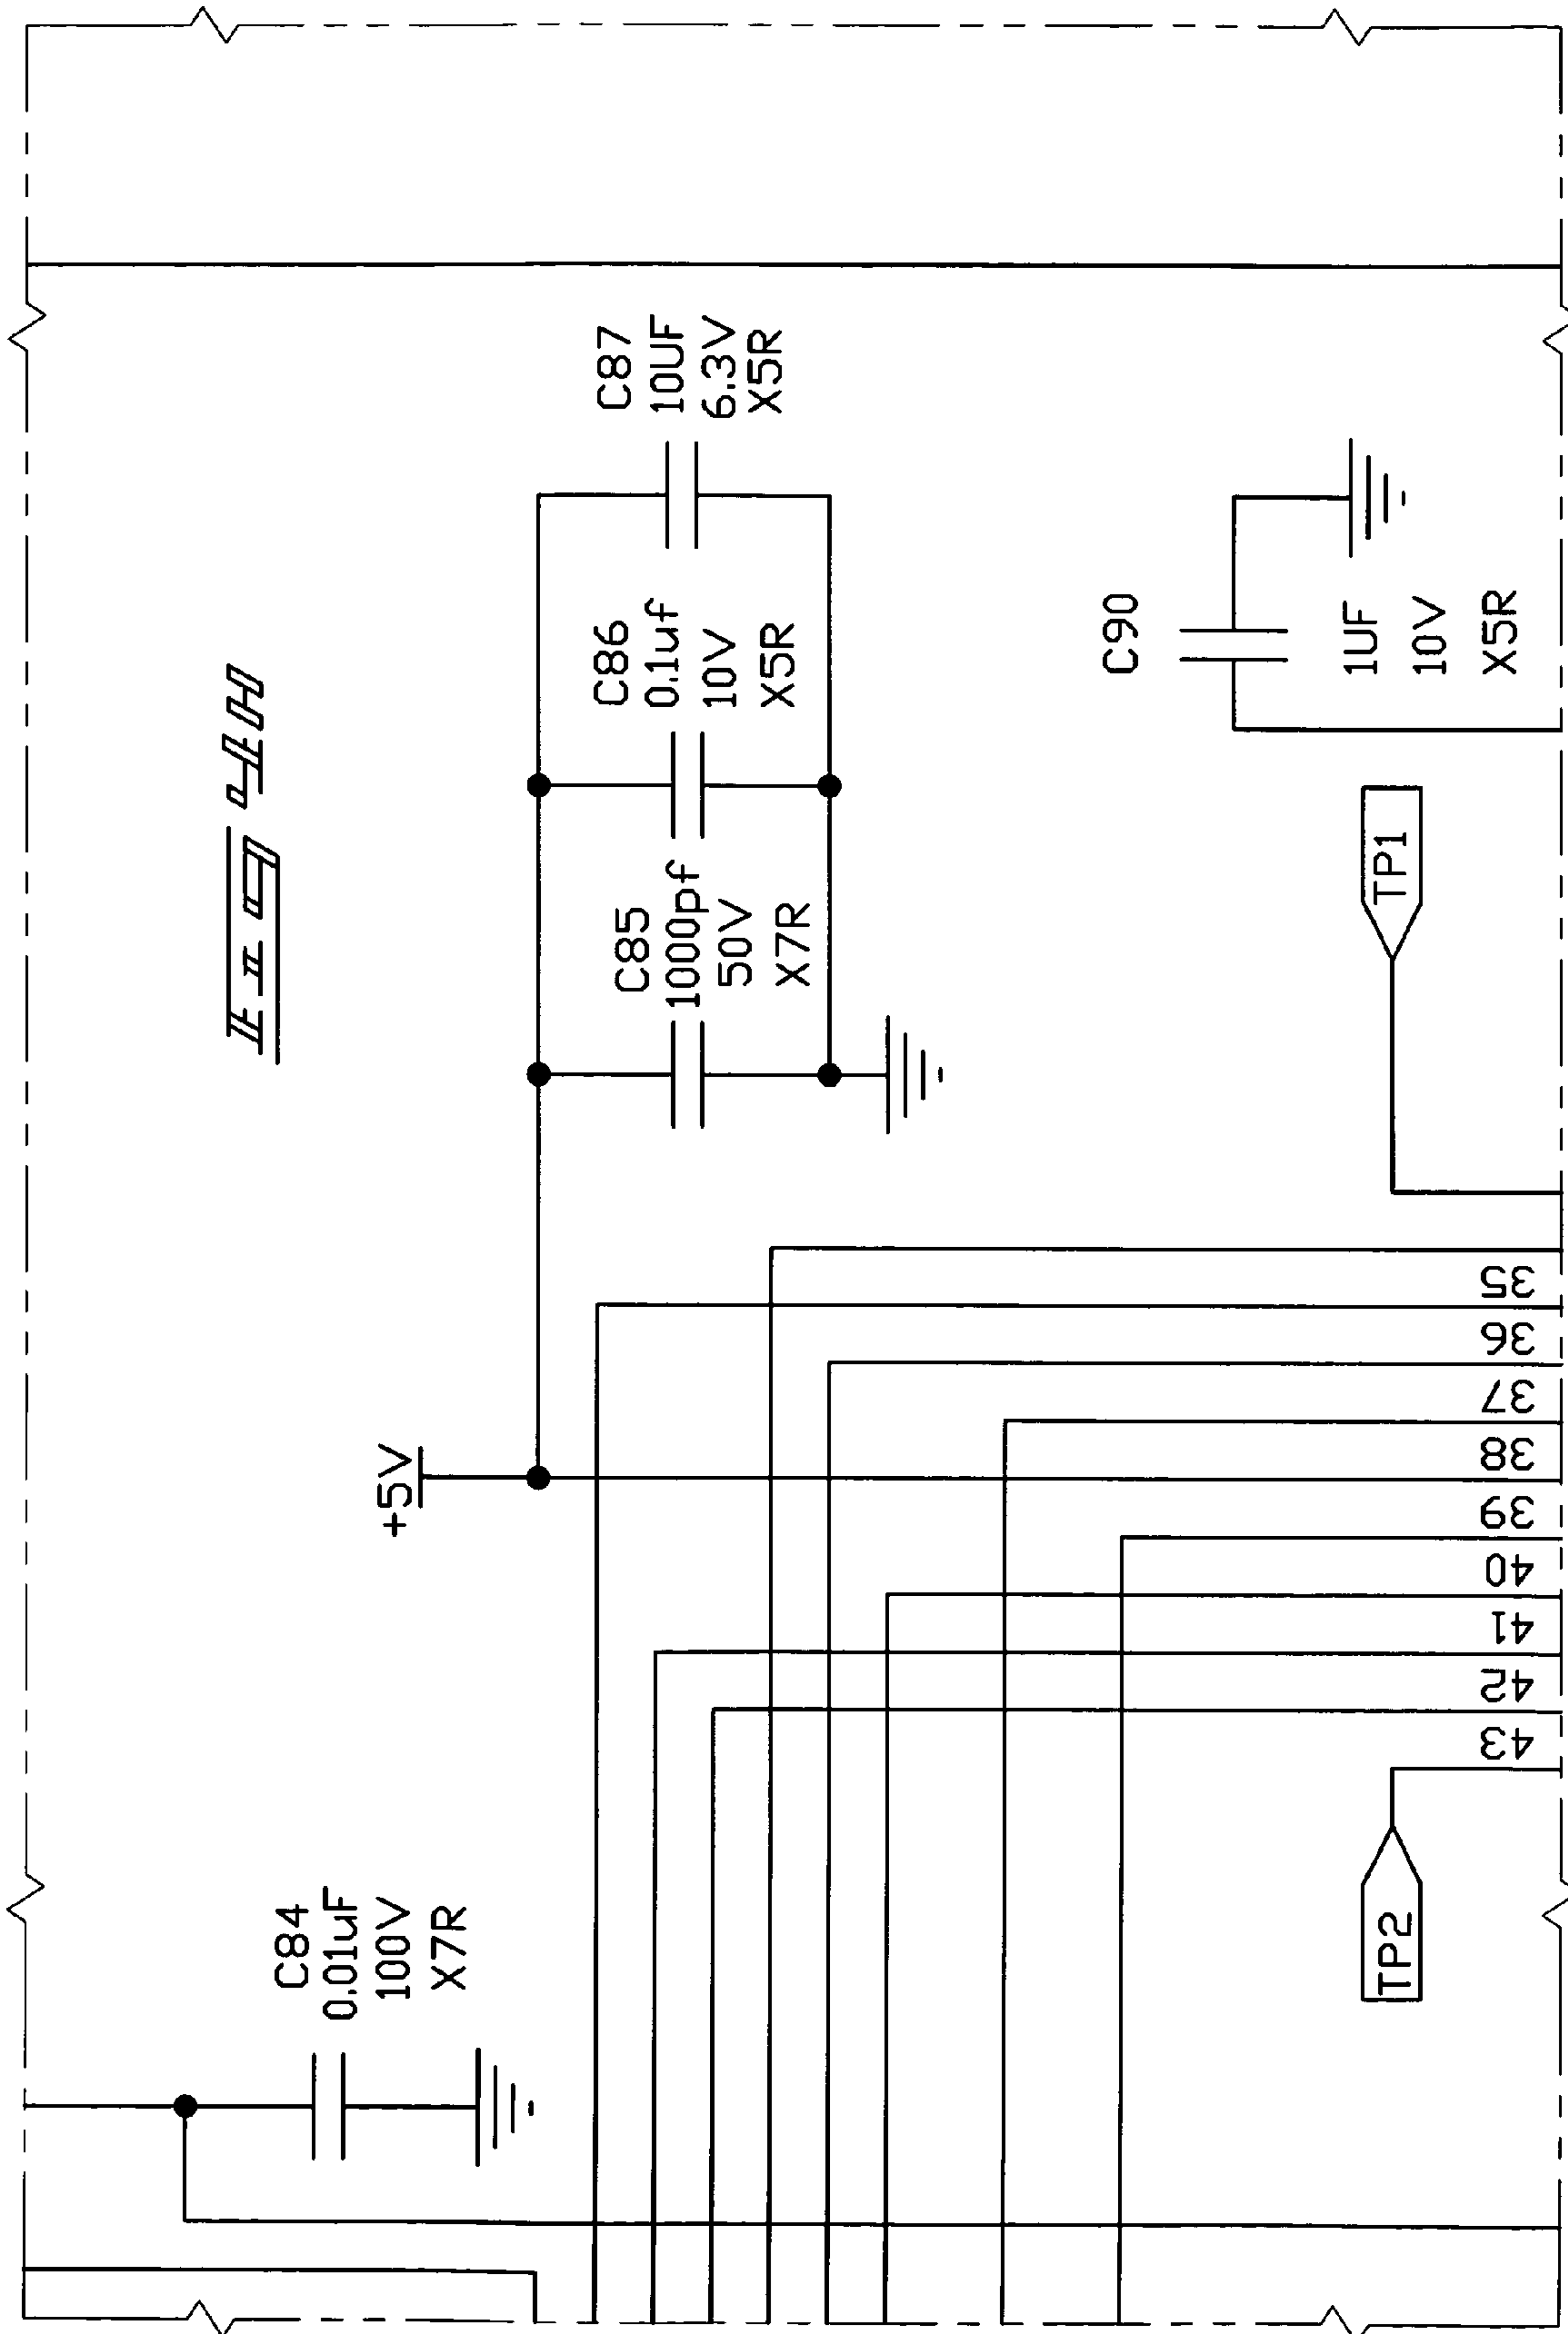 FIG 4H
C84
0.01uF
100V
X7R
+5V
C85
1000pf
50V
X7R
C86
0.1uf
10V
X5R
C87
10UF
6.3V
X5R
C90
1UF
10V
X5R
TP2
TP1
43
42
41
40
39
38
37
36
35